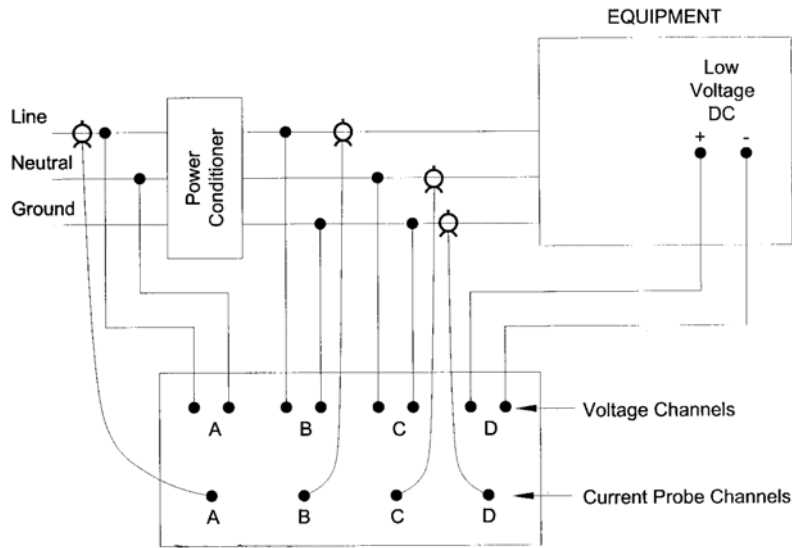 EQUIPMENT
Low
Voltage
DC
+ -
Line
Neutral
Ground
Power
Conditioner
A B C D
Voltage Channels
A B C D
Current Probe Channels